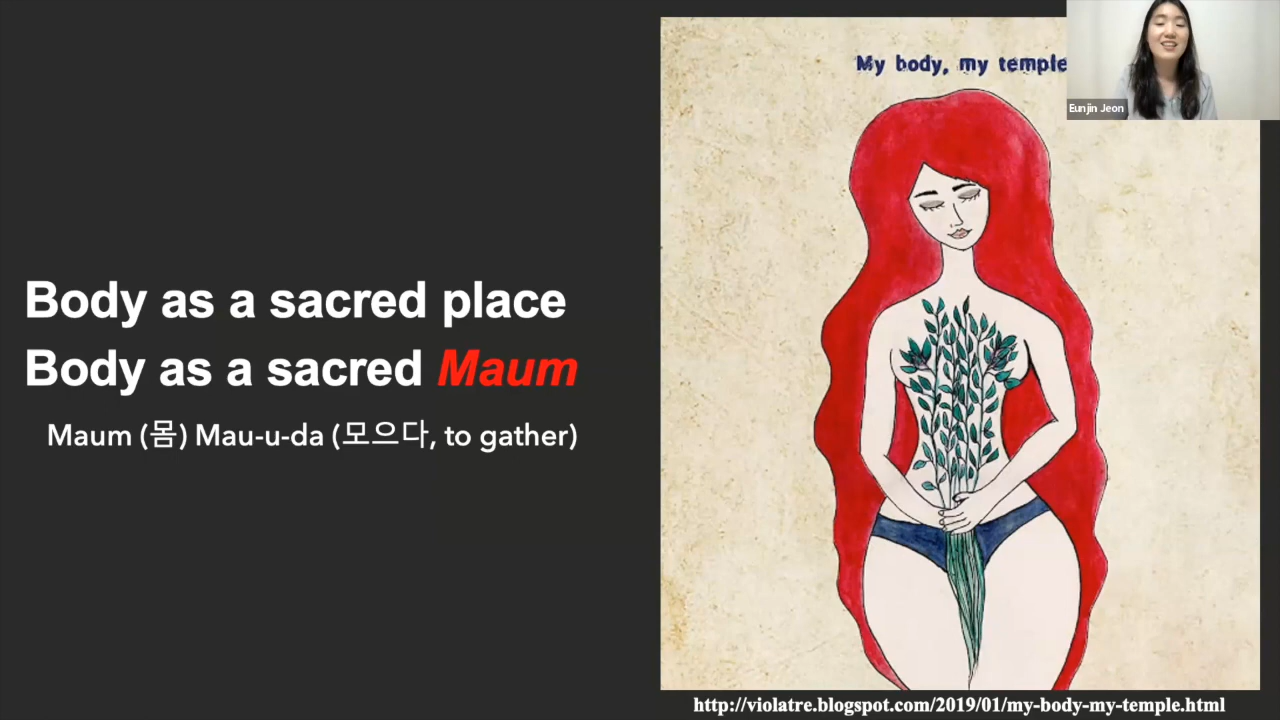 My body, my temple
Eunjin Jeon
Body as a sacred place
Body as a sacred Maum
Maum (몸) Mau-u-da (모으다, to gather)
http://violatre.blogspot.com/2019/01/my-body-my-temple.html